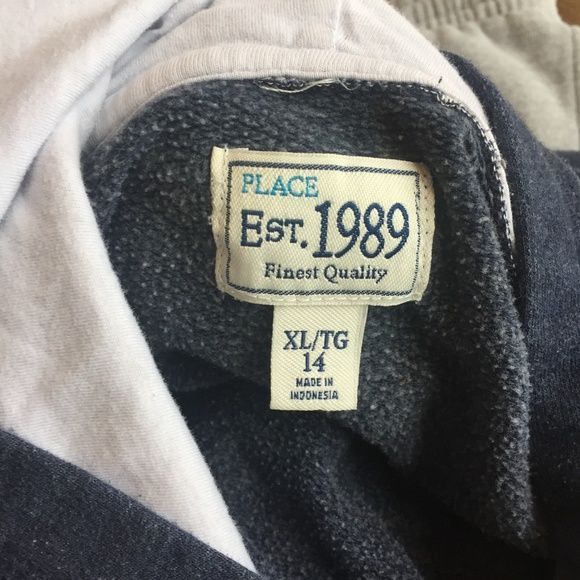 PLACE
EST. 1989
Finest Quality
XL/TG
14
MADE IN
INDONESIA